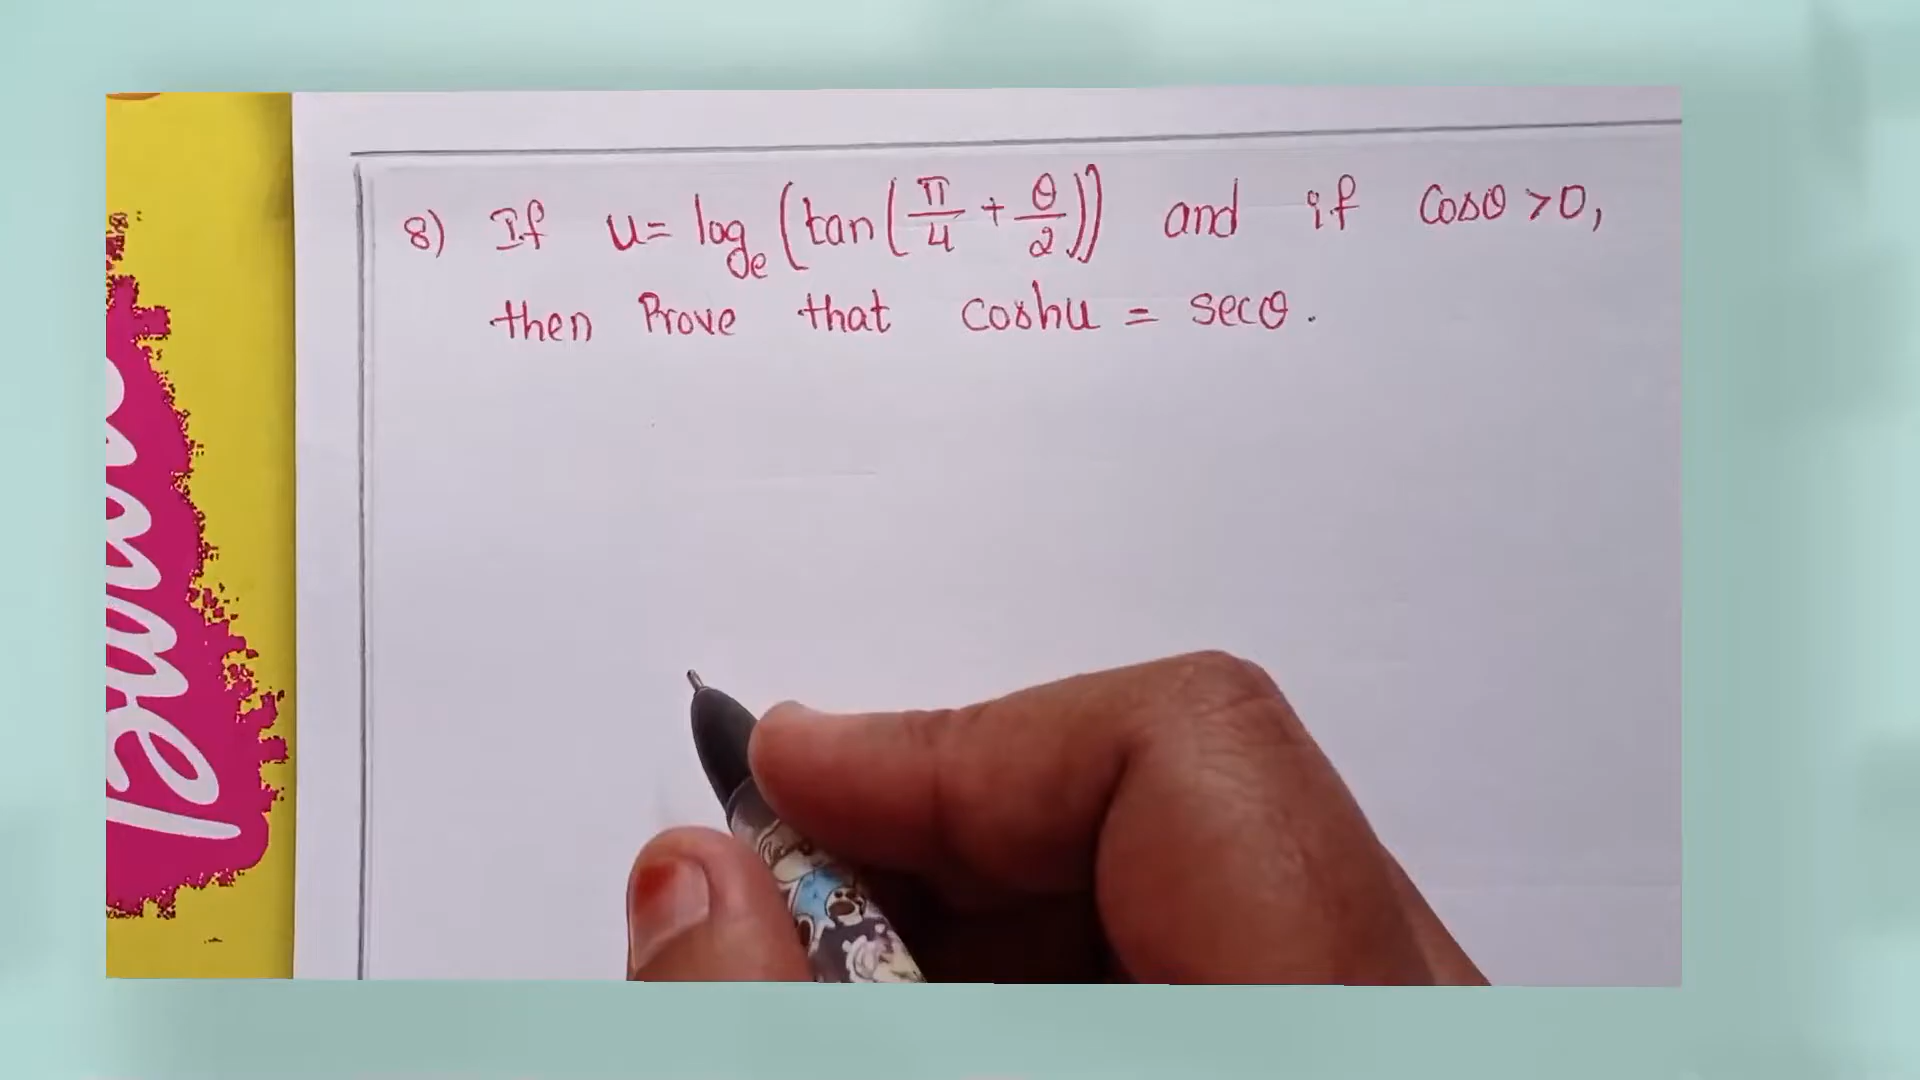 8) If u = log_e (tan(π/4 + θ/2)) and if Cosθ > 0,
then Prove that coshu = secθ.